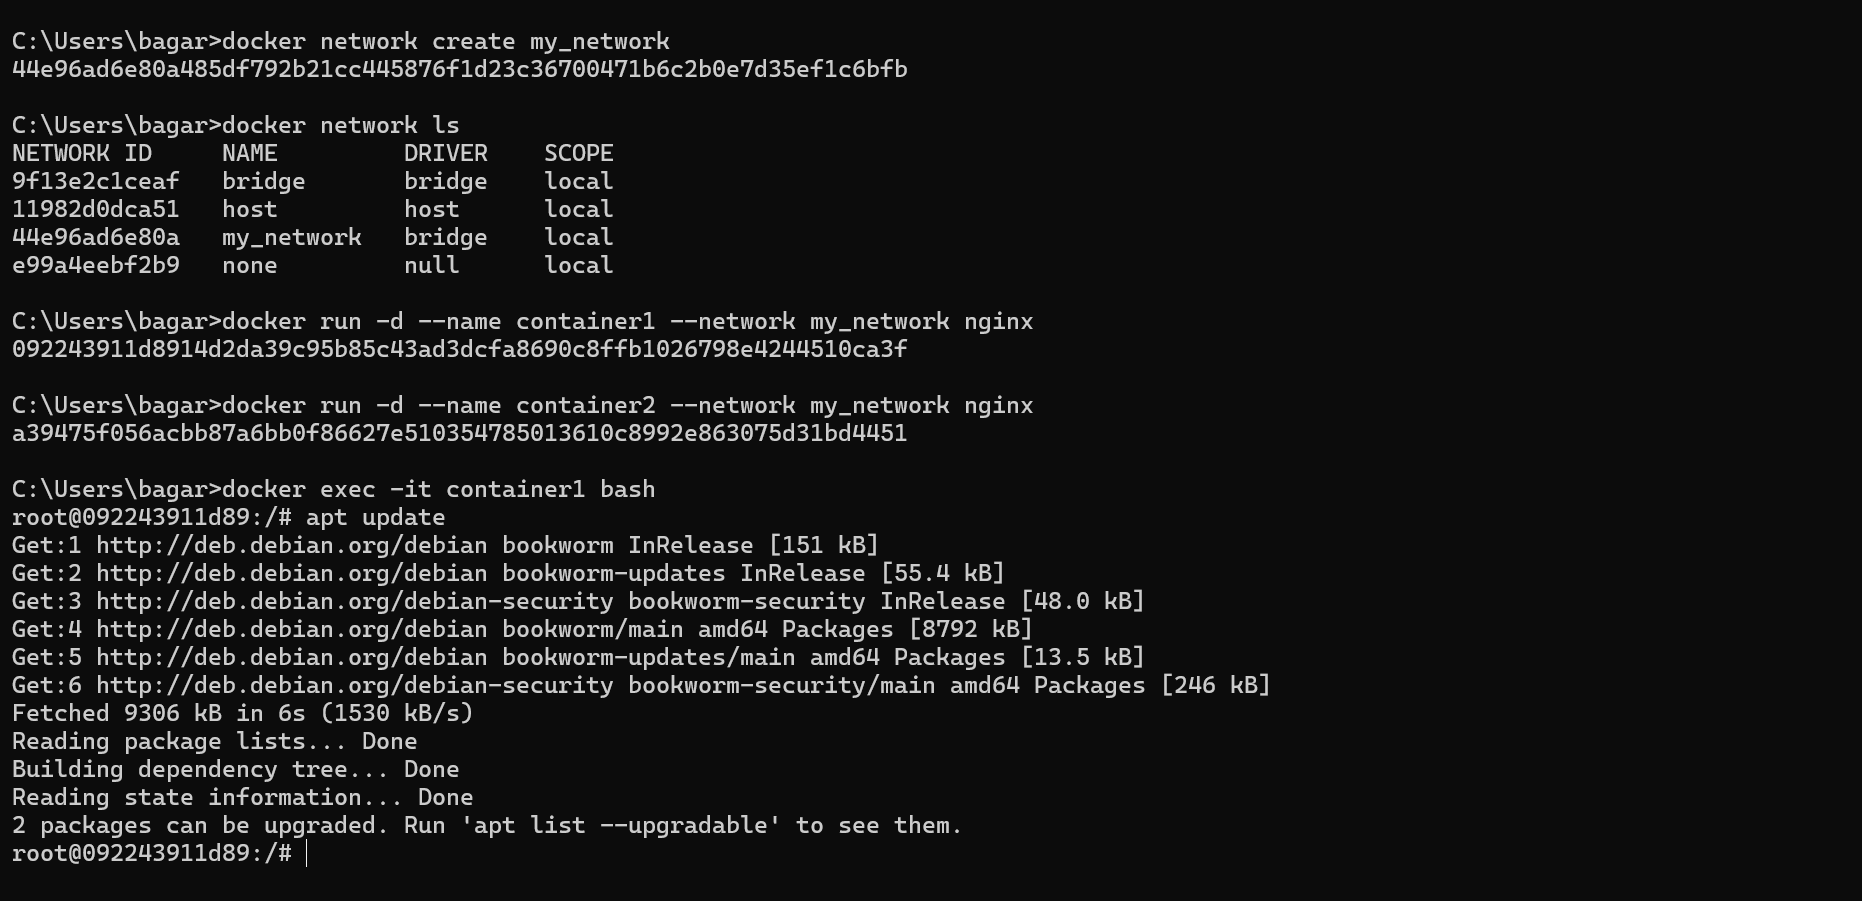 C:\Users\bagar>docker network create my_network
44e96ad6e80a485df792b21cc445876f1d23c36700471b6c2b0e7d35ef1c6bfb
C:\Users\bagar>docker network ls
NETWORK ID     NAME         DRIVER    SCOPE
9f13e2c1ceaf   bridge       bridge    local
11982d0dca51   host         host      local
44e96ad6e80a   my_network   bridge    local
e99a4eebf2b9   none         null      local
C:\Users\bagar>docker run -d --name container1 --network my_network nginx
092243911d8914d2da39c95b85c43ad3dcfa8690c8ffb1026798e4244510ca3f
C:\Users\bagar>docker run -d --name container2 --network my_network nginx
a39475f056acbb87a6bb0f86627e510354785013610c8992e863075d31bd4451
C:\Users\bagar>docker exec -it container1 bash
root@092243911d89:/# apt update
Get:1 http://deb.debian.org/debian bookworm InRelease [151 kB]
Get:2 http://deb.debian.org/debian bookworm-updates InRelease [55.4 kB]
Get:3 http://deb.debian.org/debian-security bookworm-security InRelease [48.0 kB]
Get:4 http://deb.debian.org/debian bookworm/main amd64 Packages [8792 kB]
Get:5 http://deb.debian.org/debian bookworm-updates/main amd64 Packages [13.5 kB]
Get:6 http://deb.debian.org/debian-security bookworm-security/main amd64 Packages [246 kB]
Fetched 9306 kB in 6s (1530 kB/s)
Reading package lists... Done
Building dependency tree... Done
Reading state information... Done
2 packages can be upgraded. Run 'apt list --upgradable' to see them.
root@092243911d89:/#